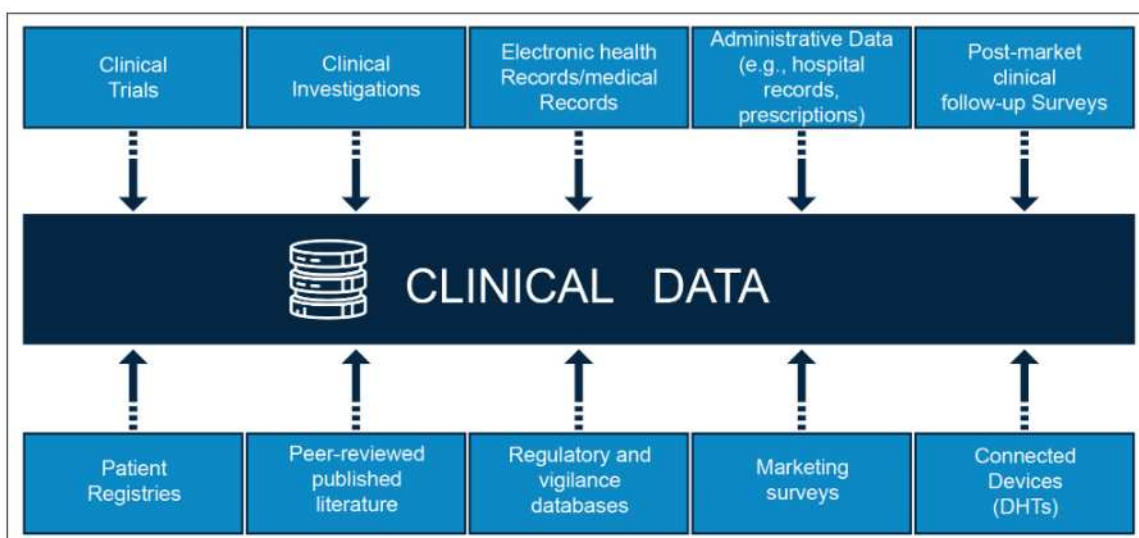 Clinical
Trials
Clinical
Investigations
Electronic health
Records/medical
Records
Administrative Data
(e.g., hospital
records,
prescriptions)
Post-market
clinical
follow-up Surveys
CLINICAL DATA
Patient
Registries
Peer-reviewed
published
literature
Regulatory and
vigilance
databases
Marketing
surveys
Connected
Devices
(DHTs)